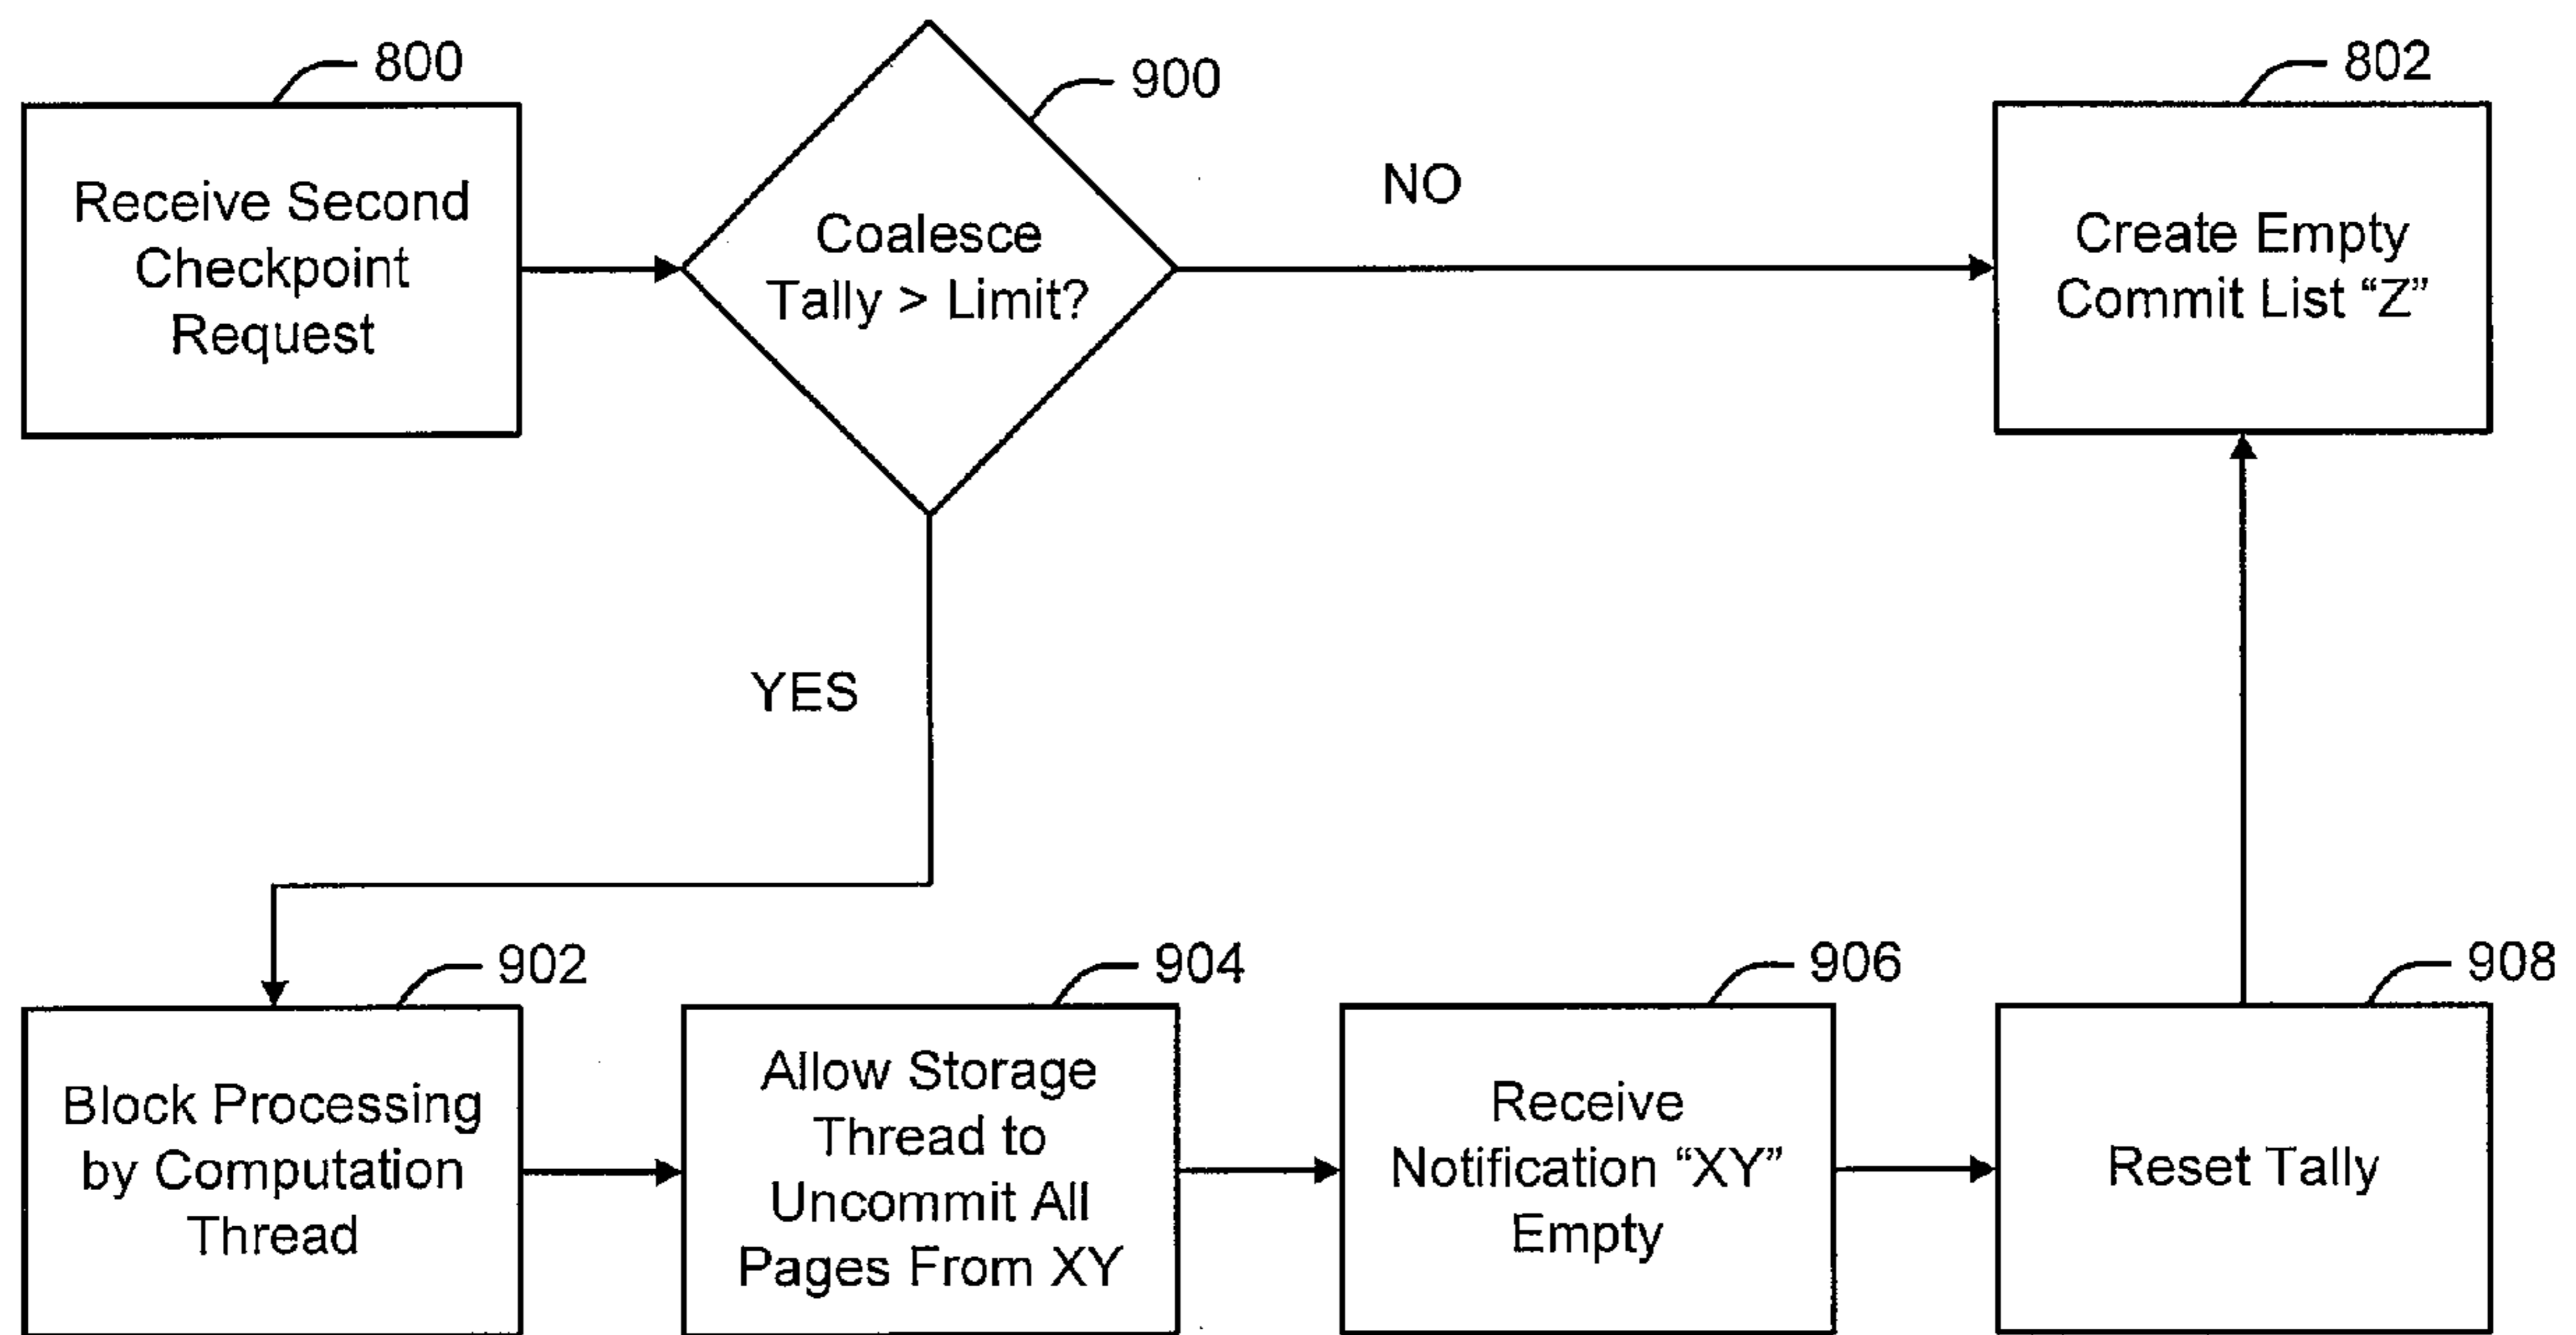 800
Receive Second
Checkpoint
Request
900
Coalesce
Tally > Limit?
NO
802
Create Empty
Commit List “Z”
YES
902
Block Processing
by Computation
Thread
904
Allow Storage
Thread to
Uncommit All
Pages From XY
906
Receive
Notification “XY”
Empty
908
Reset Tally